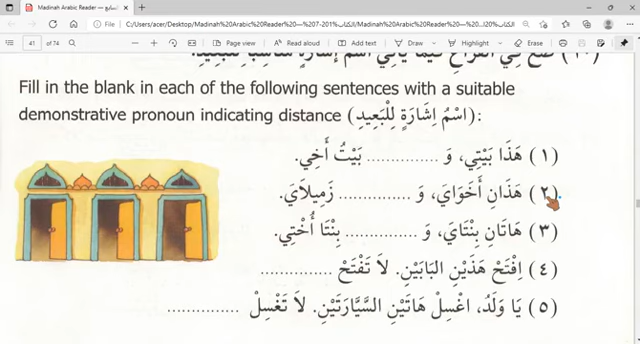 Madinah Arabic Reader
C:/Users/acer/Desktop/Madinah%20Arabic%20Reader
41 of 74
Page view
Read aloud
Add text
Draw
Highlight
Erase
Fill in the blank in each of the following sentences with a suitable
demonstrative pronoun indicating distance (اسْمُ إِشَارَةٍ لِلْبَعِيدِ):
(١) هَذَا بَيْتِي، وَ .............. بَيْتُ أَخِي.
(٢) هَذَانِ أَخَوَايَ، وَ .............. زَمِيلَايَ.
(٣) هَاتَانِ بِنْتَايَ، وَ .............. بِنْتَا أُخْتِي.
(٤) اِفْتَحْ هَذَيْنِ الْبَابَيْنِ. لَا تَفْتَحْ ..............
(٥) يَا وَلَدُ، اغْسِلْ هَاتَيْنِ السَّيَّارَتَيْنِ. لَا تَغْسِلْ ..............